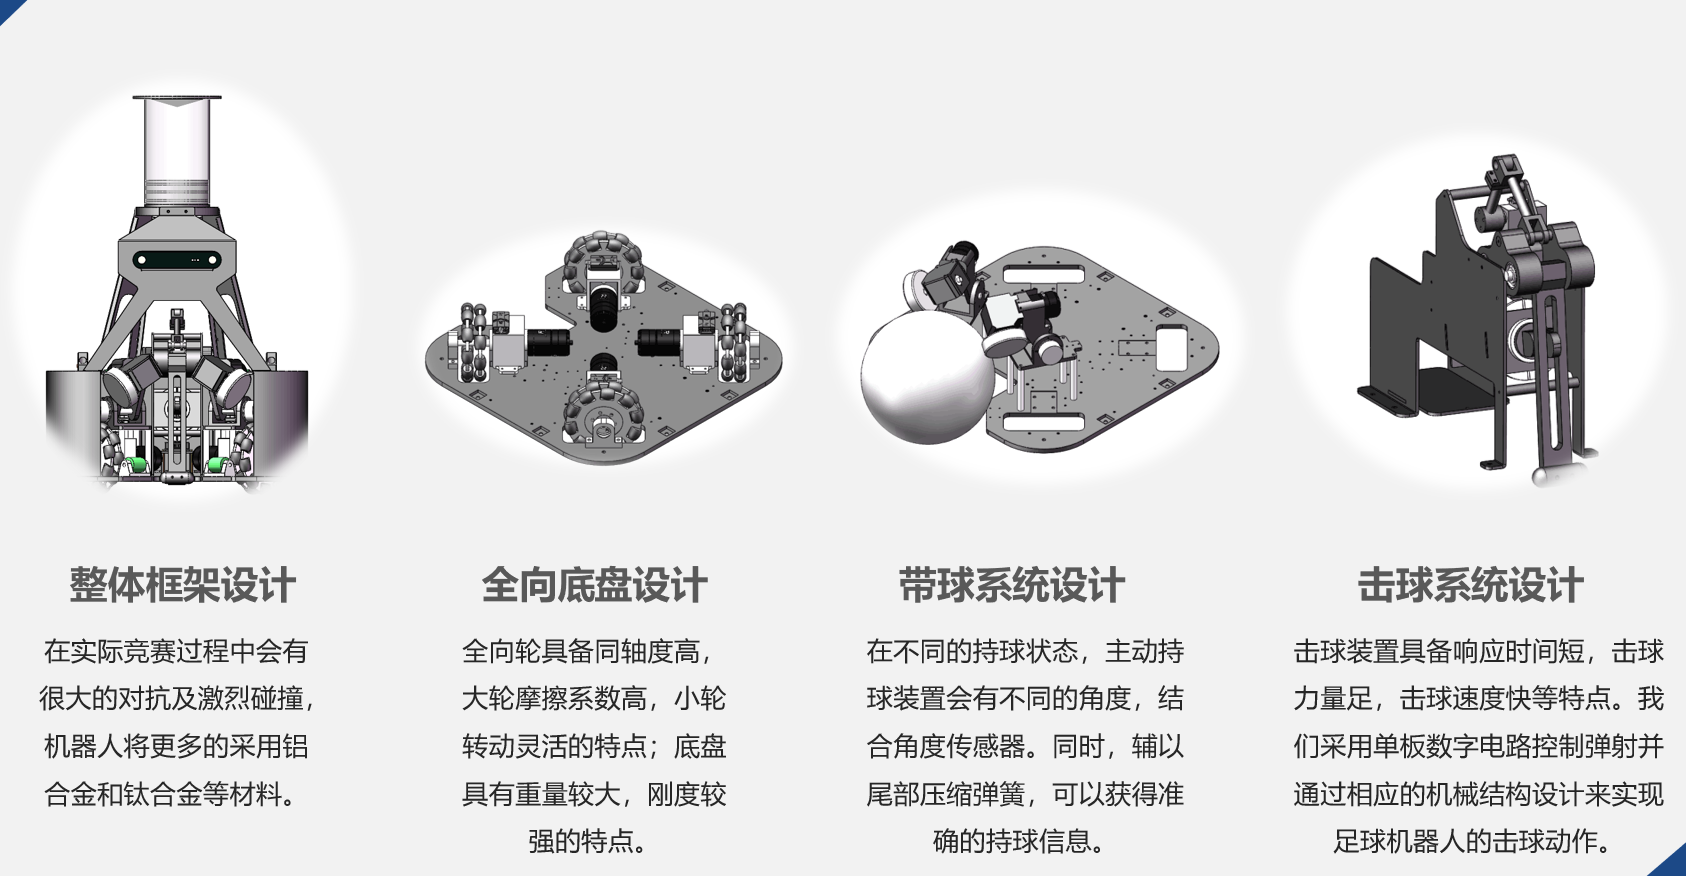 整体框架设计
在实际竞赛过程中会有
很大的对抗及激烈碰撞，
机器人将更多的采用铝
合金和钛合金等材料。
全向底盘设计
全向轮具备同轴度高，
大轮摩擦系数高，小轮
转动灵活的特点；底盘
具有重量较大，刚度较
强的特点。
带球系统设计
在不同的持球状态，主动持
球装置会有不同的角度，结
合角度传感器。同时，辅以
尾部压缩弹簧，可以获得准
确的持球信息。
击球系统设计
击球装置具备响应时间短，击球
力量足，击球速度快等特点。我
们采用单板数字电路控制弹射并
通过相应的机械结构设计来实现
足球机器人的击球动作。